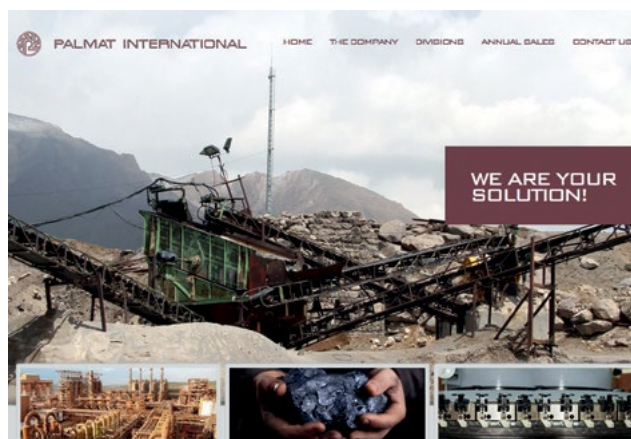 PALMAT INTERNATIONAL
HOME THE COMPANY DIVISIONS ANNUAL SALES CONTACT US
WE ARE YOUR
SOLUTION!